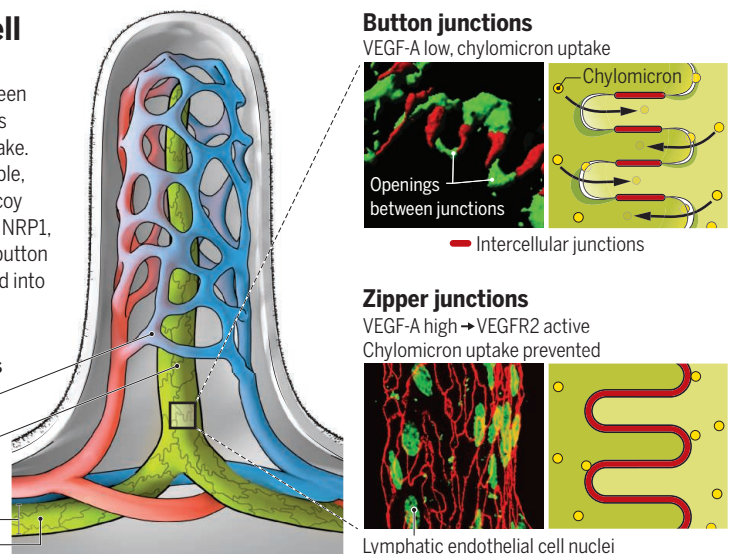 ell
een
s
ake.
ble,
coy
NRP1,
button
d into
s
Button junctions
VEGF-A low, chylomicron uptake
Chylomicron
Openings
between junctions
Intercellular junctions
Zipper junctions
VEGF-A high → VEGFR2 active
Chylomicron uptake prevented
Lymphatic endothelial cell nuclei